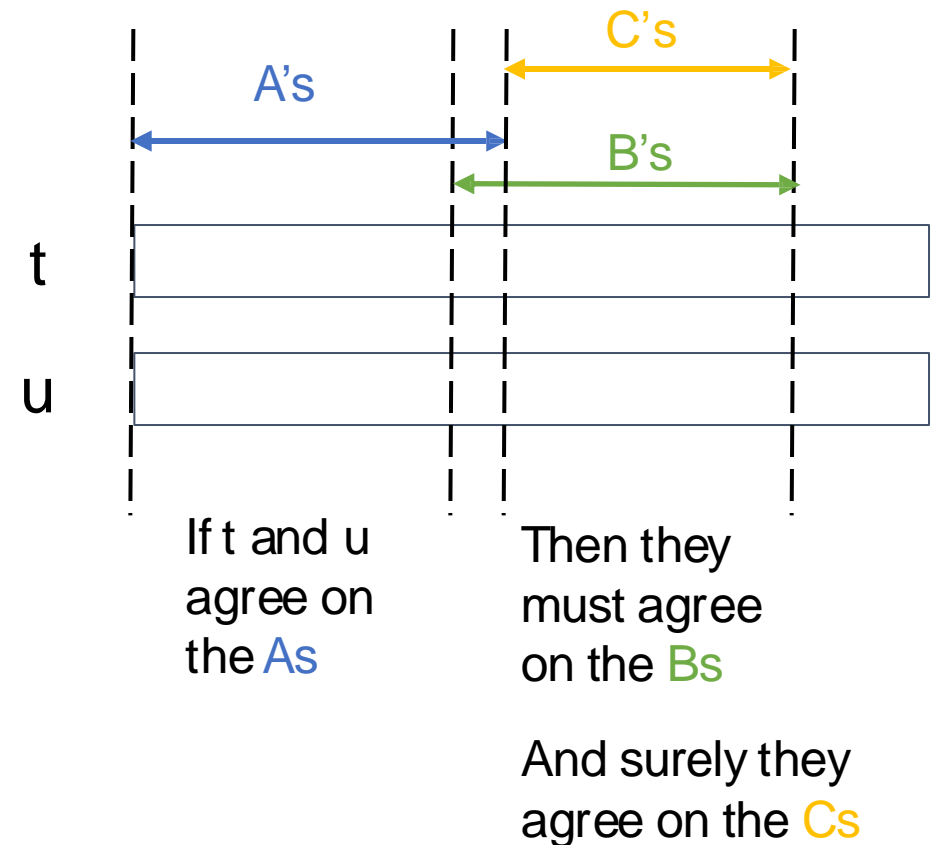 C’s
A’s
B’s
t
u
If t and u
agree on
the As
Then they
must agree
on the Bs
And surely they
agree on the Cs